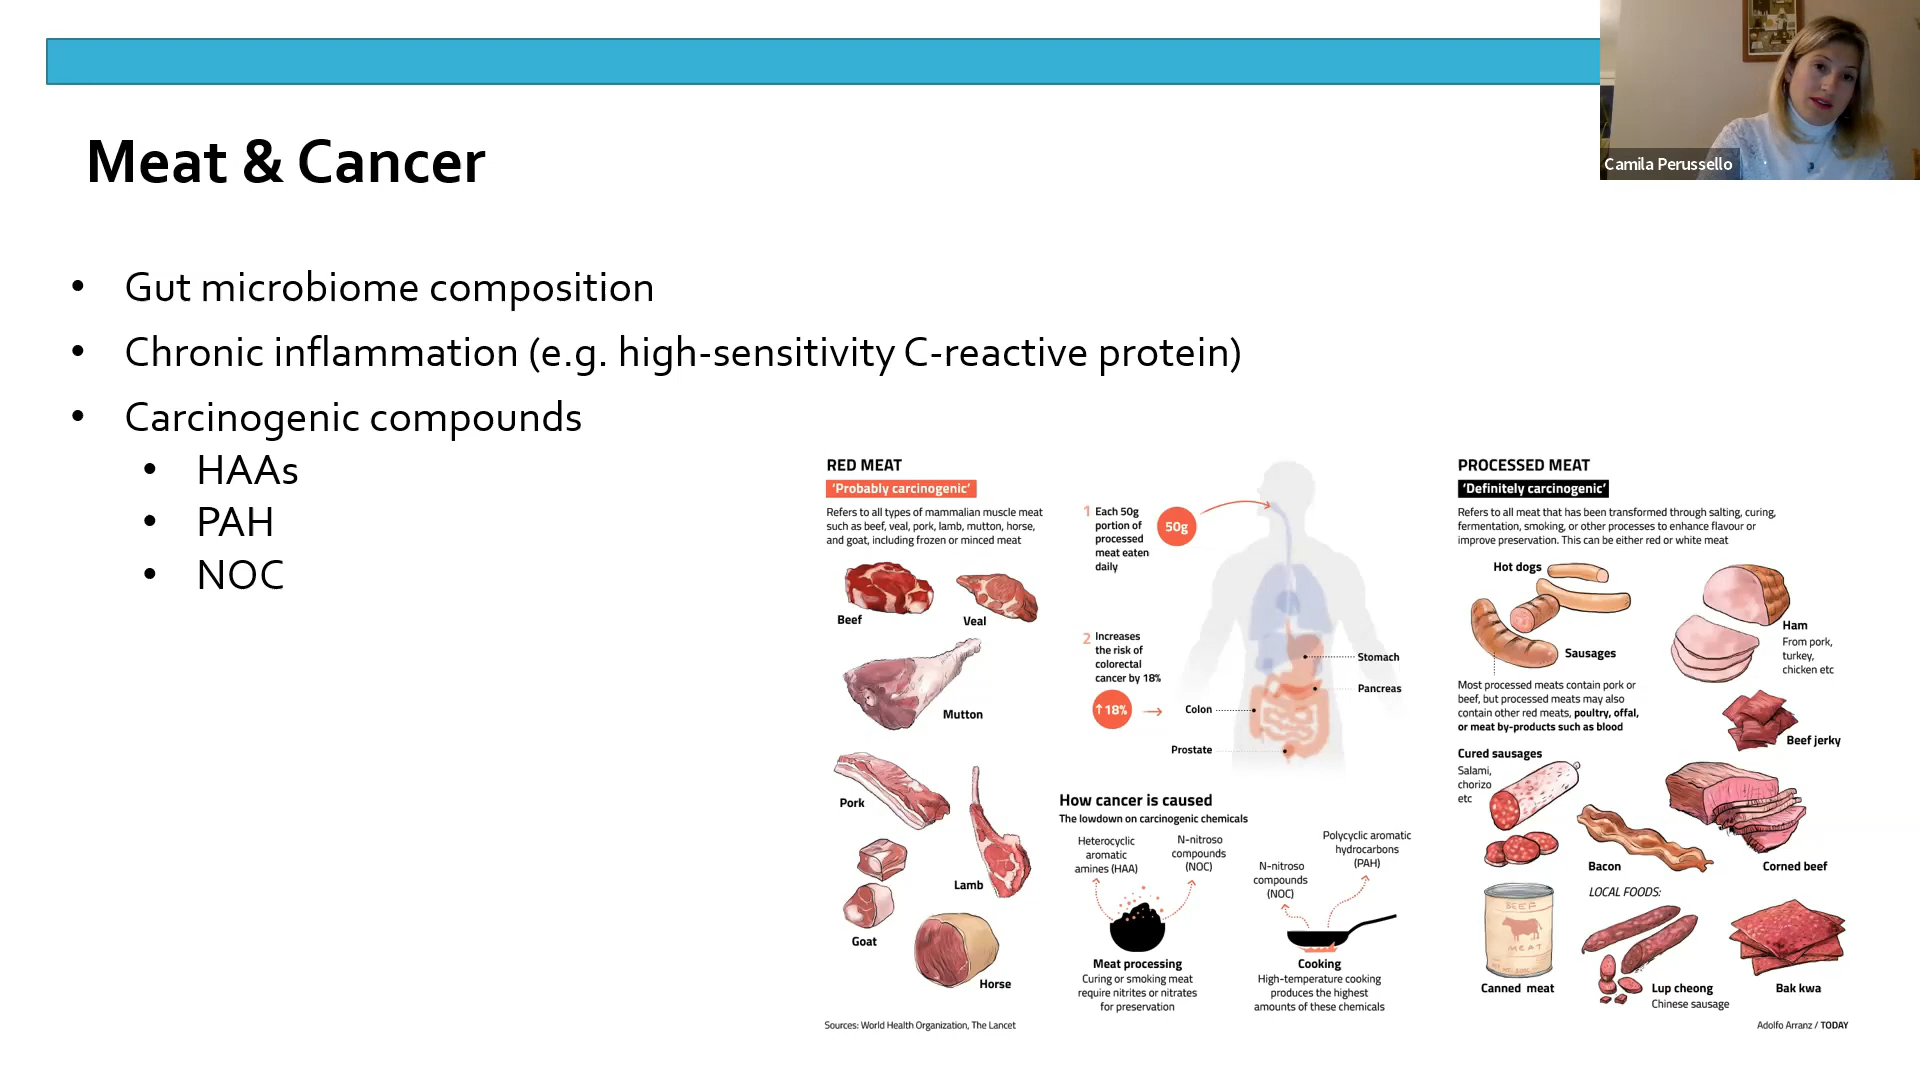 Camila Perussello
Meat & Cancer
• Gut microbiome composition
• Chronic inflammation (e.g. high-sensitivity C-reactive protein)
• Carcinogenic compounds
• HAAs
• PAH
• NOC
RED MEAT
‘Probably carcinogenic’
Refers to all types of mammalian muscle meat
such as beef, veal, pork, lamb, mutton, horse,
and goat, including frozen or minced meat
Beef
Veal
Mutton
Pork
Lamb
Goat
Horse
1 Each 50g
portion of
processed
meat eaten
daily
50g
2 Increases
the risk of
colorectal
cancer by 18%
↑18%
Stomach
Pancreas
Colon
Prostate
How cancer is caused
The lowdown on carcinogenic chemicals
Heterocyclic
aromatic
amines (HAA)
N-nitroso
compounds
(NOC)
N-nitroso
compounds
(NOC)
Polycyclic aromatic
hydrocarbons
(PAH)
Meat processing
Curing or smoking meat
require nitrites or nitrates
for preservation
Cooking
High-temperature cooking
produces the highest
amounts of these chemicals
PROCESSED MEAT
‘Definitely carcinogenic’
Refers to all meat that has been transformed through salting, curing,
fermentation, smoking, or other processes to enhance flavour or
improve preservation. This can be either red or white meat
Hot dogs
Sausages
Ham
From pork,
turkey,
chicken etc
Most processed meats contain pork or
beef, but processed meats may also
contain other red meats, poultry, offal,
or meat by-products such as blood
Beef jerky
Cured sausages
Salami,
chorizo
etc
Bacon
Corned beef
LOCAL FOODS:
BEEF
MEAT
Canned meat
Lup cheong
Chinese sausage
Bak kwa
Sources: World Health Organization, The Lancet
Adolfo Arranz / TODAY